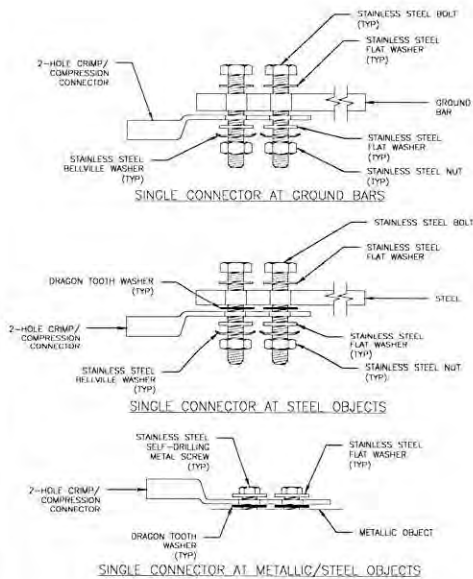 STAINLESS STEEL BOLT
(TYP)
STAINLESS STEEL
FLAT WASHER
(TYP)
2-HOLE CRIMP/
COMPRESSION
CONNECTOR
GROUND
BAR
STAINLESS STEEL
BELLVILLE WASHER
(TYP)
STAINLESS STEEL
FLAT WASHER
(TYP)
STAINLESS STEEL NUT
(TYP)
SINGLE CONNECTOR AT GROUND BARS
STAINLESS STEEL BOLT
STAINLESS STEEL
FLAT WASHER
DRAGON TOOTH WASHER
(TYP)
STEEL
2-HOLE CRIMP/
COMPRESSION
CONNECTOR
STAINLESS STEEL
BELLVILLE WASHER
(TYP)
STAINLESS STEEL
FLAT WASHER
(TYP)
STAINLESS STEEL NUT
(TYP)
SINGLE CONNECTOR AT STEEL OBJECTS
STAINLESS STEEL
SELF-DRILLING
METAL SCREW
(TYP)
STAINLESS STEEL
FLAT WASHER
(TYP)
2-HOLE CRIMP/
COMPRESSION
CONNECTOR
DRAGON TOOTH
WASHER
(TYP)
METALLIC OBJECT
SINGLE CONNECTOR AT METALLIC/STEEL OBJECTS